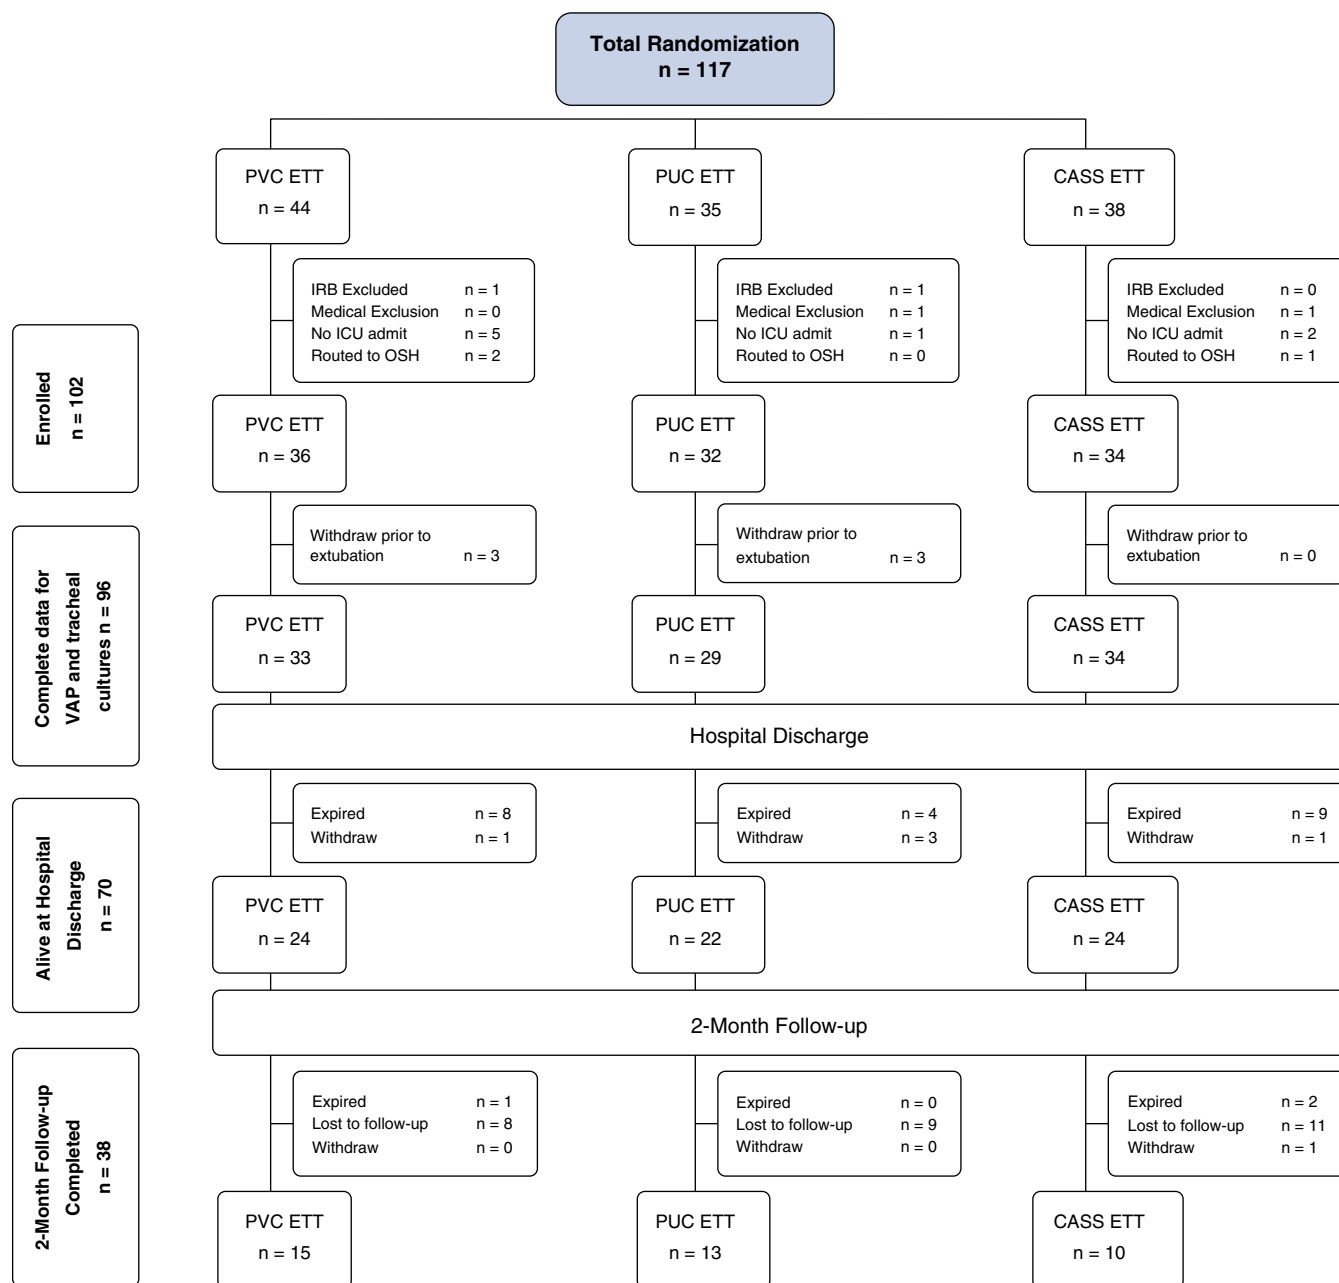 Total Randomization
n = 117
PVC ETT
n = 44
PUC ETT
n = 35
CASS ETT
n = 38
IRB Excluded n = 1
Medical Exclusion n = 0
No ICU admit n = 5
Routed to OSH n = 2
IRB Excluded n = 1
Medical Exclusion n = 1
No ICU admit n = 1
Routed to OSH n = 0
IRB Excluded n = 0
Medical Exclusion n = 1
No ICU admit n = 2
Routed to OSH n = 1
Enrolled
n = 102
PVC ETT
n = 36
PUC ETT
n = 32
CASS ETT
n = 34
Withdraw prior to
extubation n = 3
Withdraw prior to
extubation n = 3
Withdraw prior to
extubation n = 0
Complete data for
VAP and tracheal
cultures n = 96
PVC ETT
n = 33
PUC ETT
n = 29
CASS ETT
n = 34
Hospital Discharge
Expired n = 8
Withdraw n = 1
Expired n = 4
Withdraw n = 3
Expired n = 9
Withdraw n = 1
Alive at Hospital
Discharge
n = 70
PVC ETT
n = 24
PUC ETT
n = 22
CASS ETT
n = 24
2-Month Follow-up
Expired n = 1
Lost to follow-up n = 8
Withdraw n = 0
Expired n = 0
Lost to follow-up n = 9
Withdraw n = 0
Expired n = 2
Lost to follow-up n = 11
Withdraw n = 1
2-Month Follow-up
Completed
n = 38
PVC ETT
n = 15
PUC ETT
n = 13
CASS ETT
n = 10